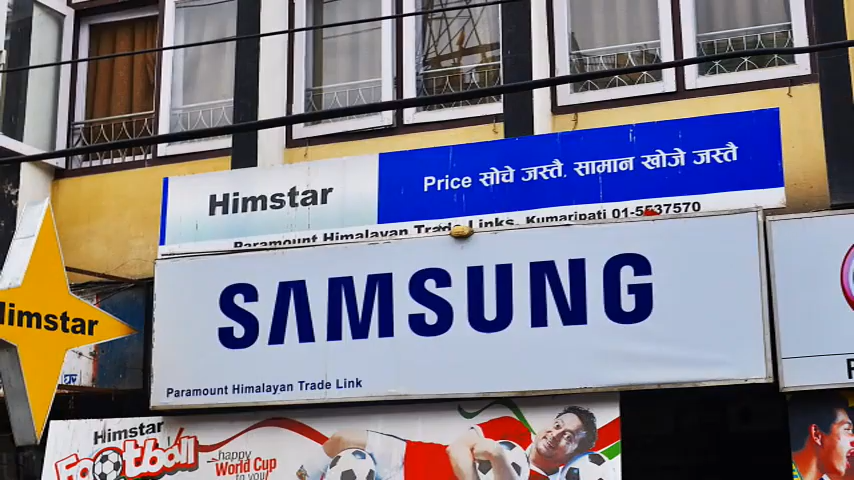 Himstar
Price सोचे जस्तै, सामान खोजे जस्तै
Paramount Himalayan Trade Links, Kumaripati 01-5537570
SAMSUNG
Paramount Himalayan Trade Link
Himstar
Himstar
Football
happy
World Cup
to you!